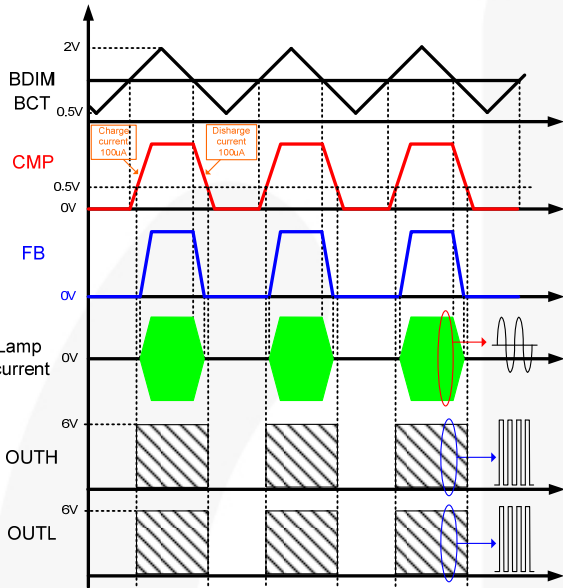 2V
BDIM
BCT
0.5V
Charge
current
100uA
Disharge
current
100uA
CMP
0.5V
0V
FB
0V
Lamp
current
0V
6V
OUTH
6V
OUTL